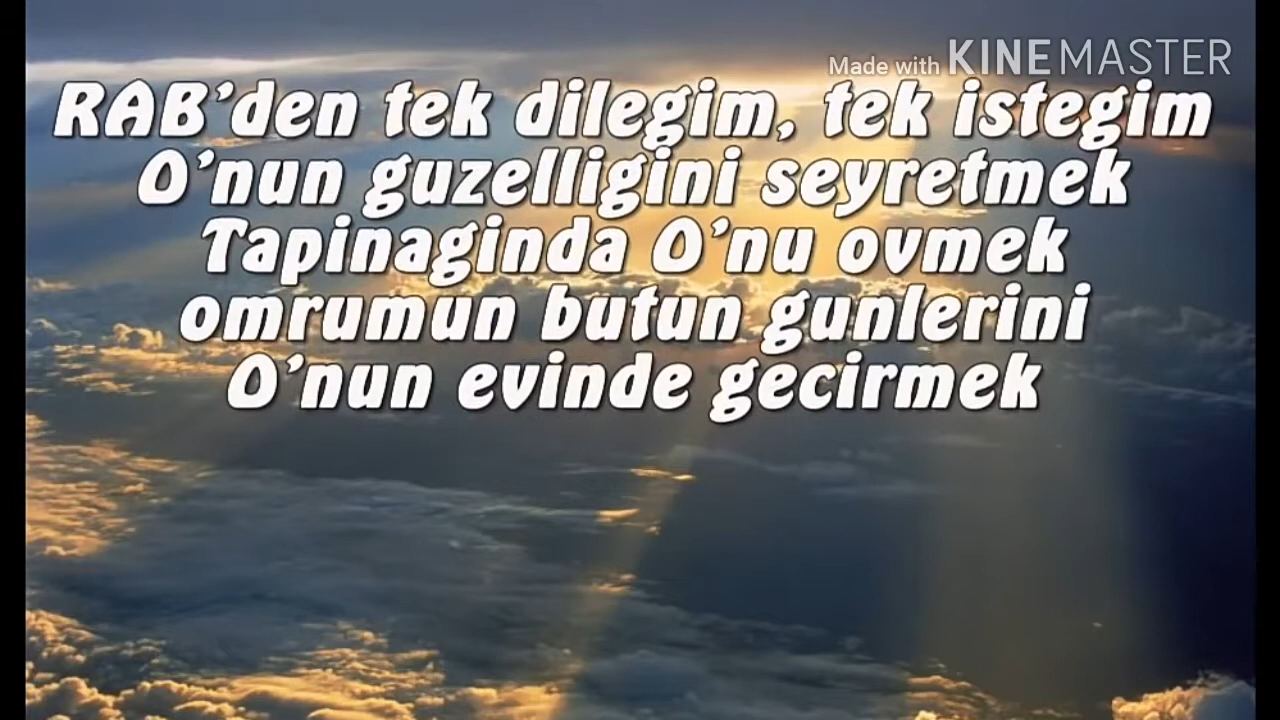 Made with KINEMASTER
RAB'den tek dilegim, tek istegim
O'nun guzelligini seyretmek
Tapinaginda O'nu ovmek
omrumun butun gunlerini
O'nun evinde gecirmek